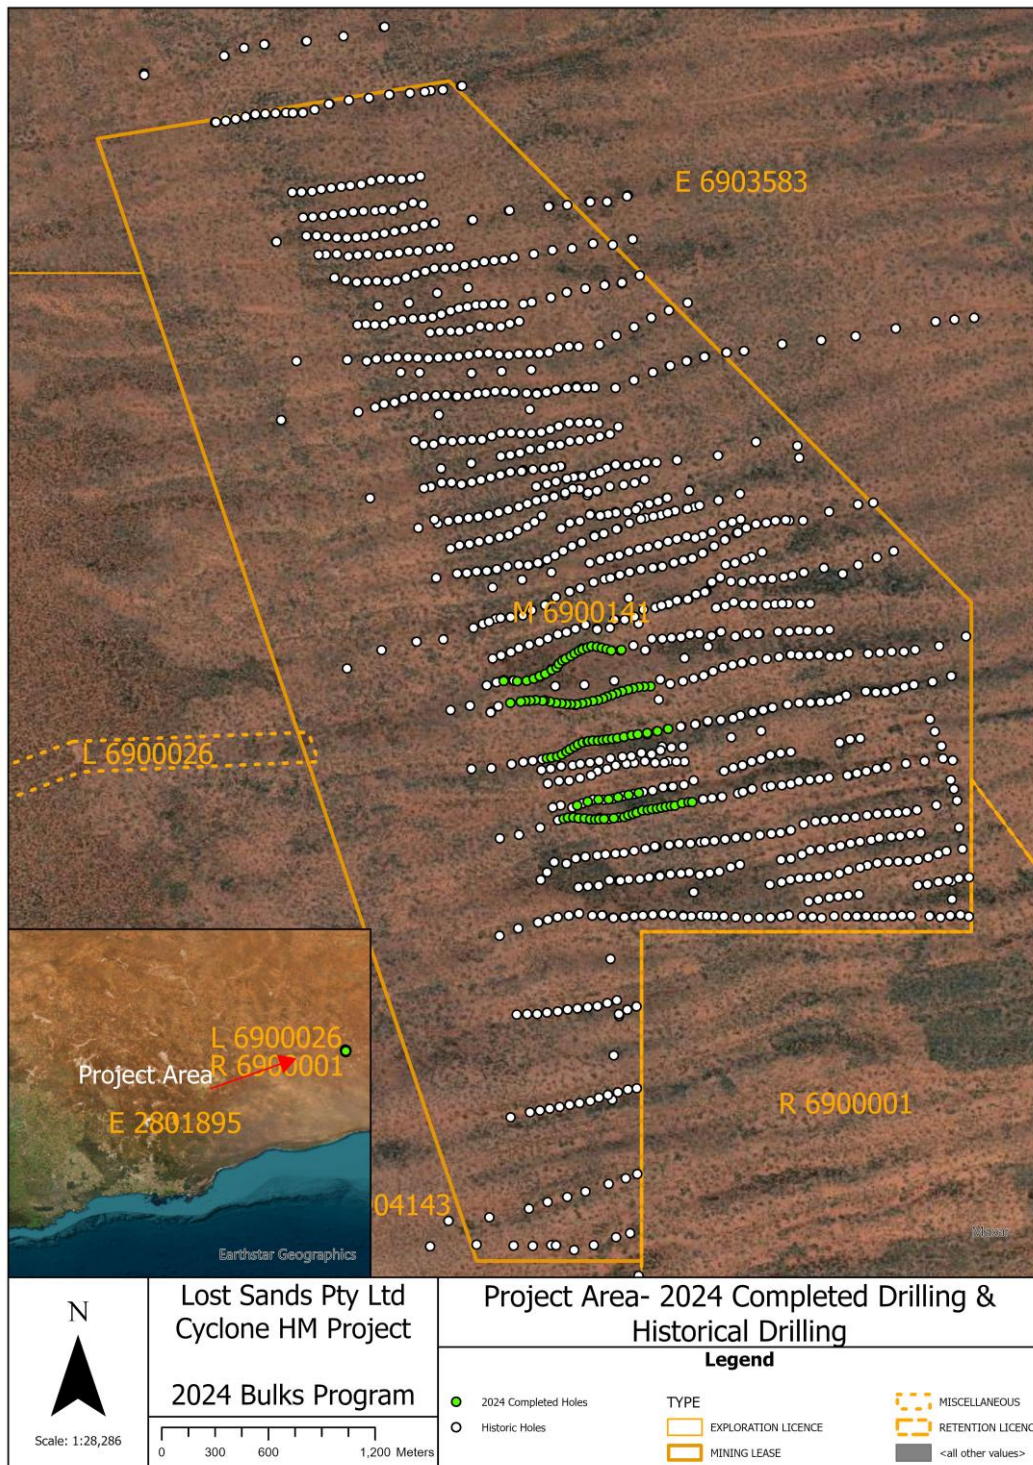 E 6903583
M 6900141
L 6900026
R 6900001
04143
Maxar
L 6900026
R 6900001
Project Area
E 2801895
Earthstar Geographics
N
Scale: 1:28,286
Lost Sands Pty Ltd
Cyclone HM Project
2024 Bulks Program
0 300 600 1,200 Meters
Project Area- 2024 Completed Drilling &
Historical Drilling
Legend
2024 Completed Holes
Historic Holes
TYPE
EXPLORATION LICENCE
MINING LEASE
MISCELLANEOUS
RETENTION LICENC
<all other values>